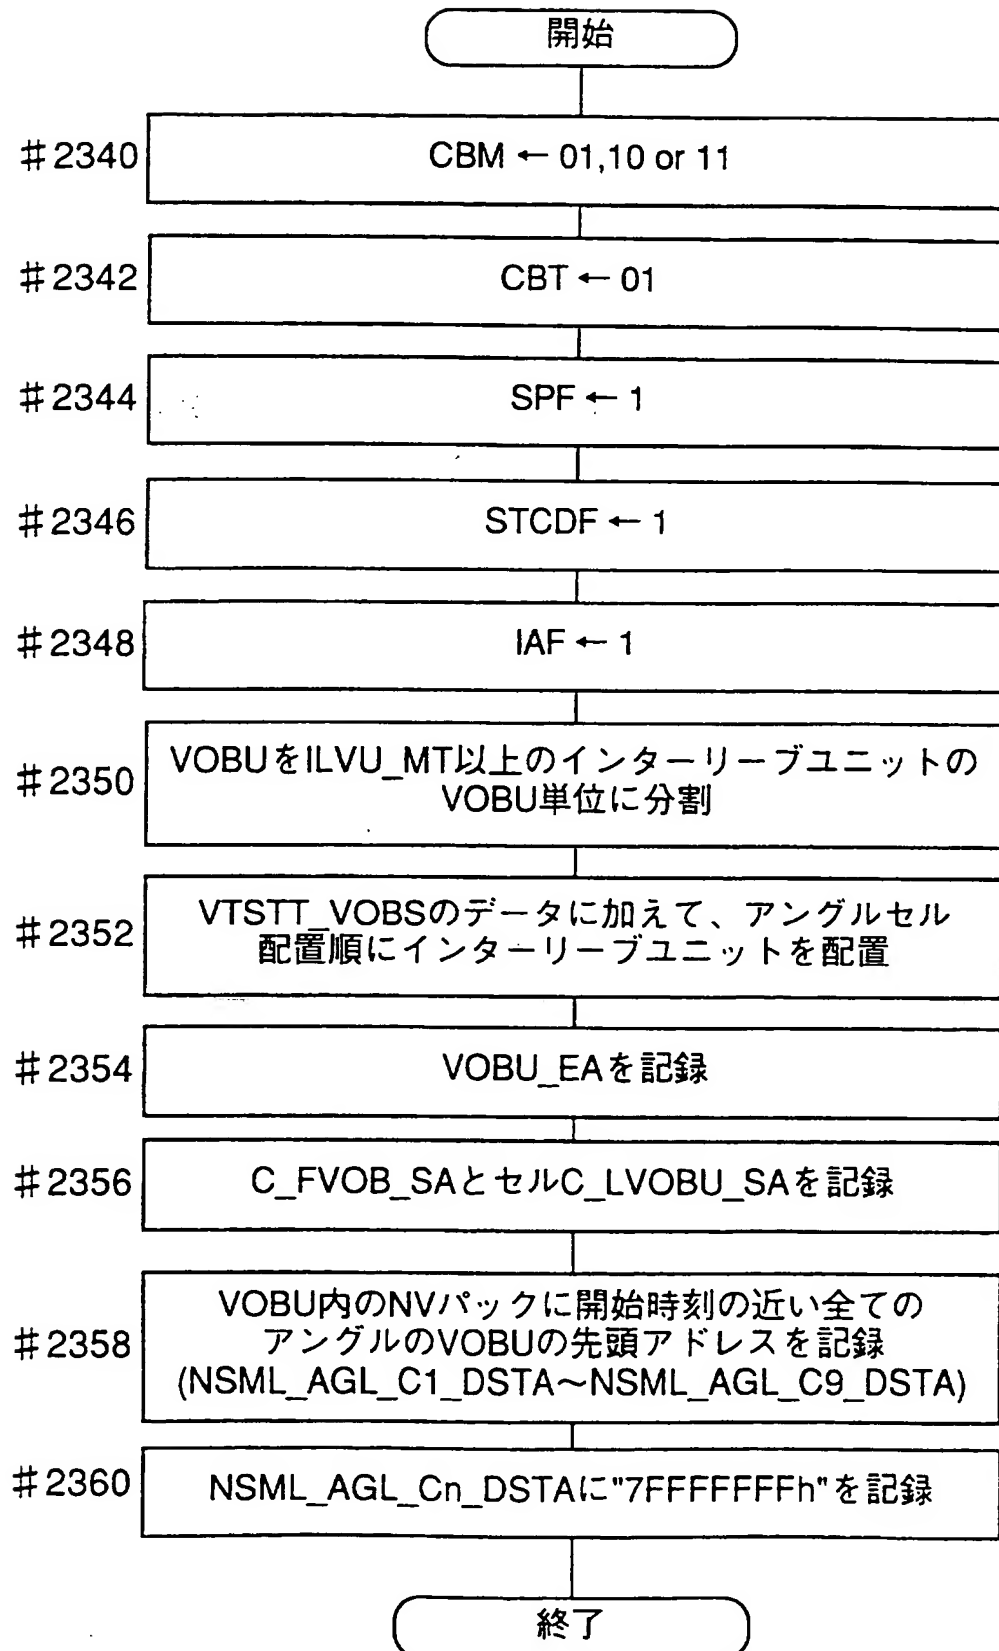 開始
#2340
CBM ← 01,10 or 11
#2342
CBT ← 01
#2344
SPF ← 1
#2346
STCDF ← 1
#2348
IAF ← 1
#2350
VOBUをILVU_MT以上のインターリーブユニットの
VOBU単位に分割
#2352
VTSTT_VOBSのデータに加えて、アングルセル
配置順にインターリーブユニットを配置
#2354
VOBU_EAを記録
#2356
C_FVOB_SAとセルC_LVOBU_SAを記録
#2358
VOBU内のNVパックに開始時刻の近い全ての
アングルのVOBUの先頭アドレスを記録
(NSML_AGL_C1_DSTA～NSML_AGL_C9_DSTA)
#2360
NSML_AGL_Cn_DSTAに"7FFFFFFFh"を記録
終了